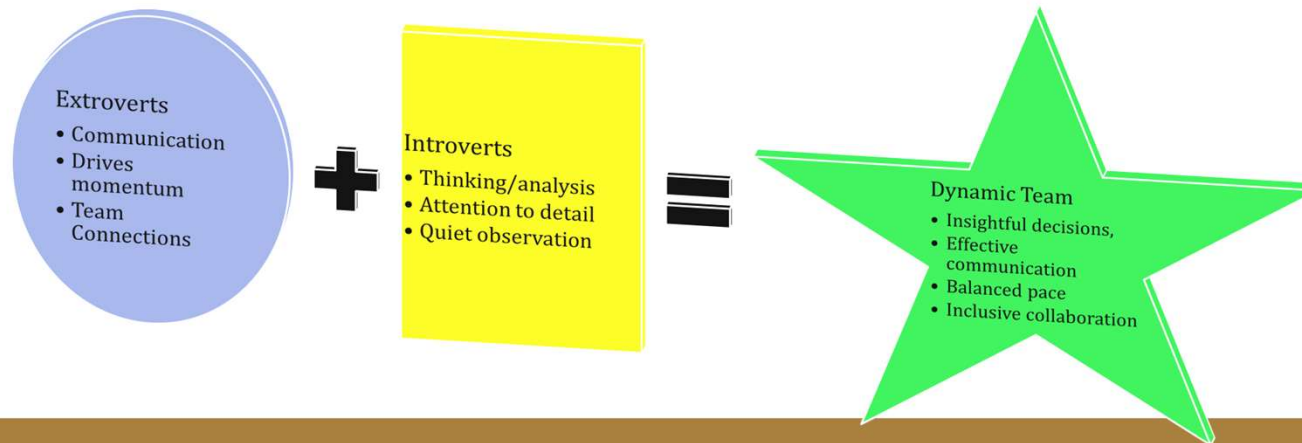 Extroverts
• Communication
• Drives
momentum
• Team
Connections
Introverts
• Thinking/analysis
• Attention to detail
• Quiet observation
Dynamic Team
• Insightful decisions,
• Effective
communication
• Balanced pace
• Inclusive collaboration